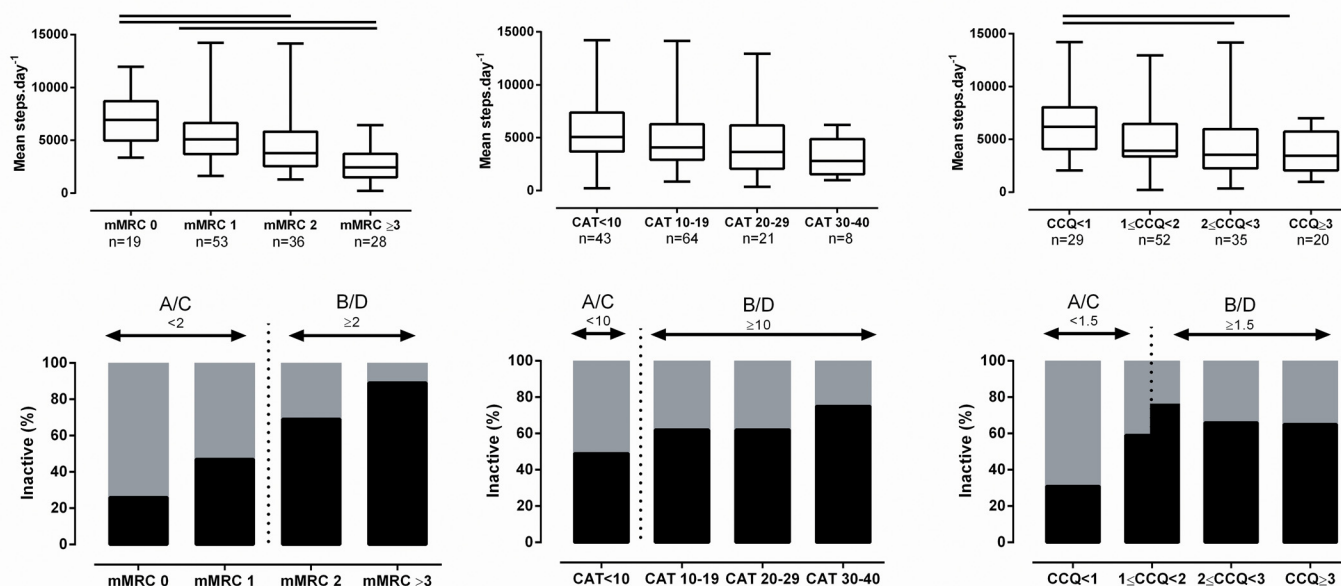 Mean steps.day-1
15000
10000
5000
0
mMRC 0 mMRC 1 mMRC 2 mMRC ≥3
n=19 n=53 n=36 n=28
Mean steps.day-1
15000
10000
5000
0
CAT<10 CAT 10-19 CAT 20-29 CAT 30-40
n=43 n=64 n=21 n=8
Mean steps.day-1
15000
10000
5000
0
CCQ<1 1≤CCQ<2 2≤CCQ<3 CCQ≥3
n=29 n=52 n=35 n=20
A/C B/D
<2 ≥2
Inactive (%)
100
80
60
40
20
0
mMRC 0 mMRC 1 mMRC 2 mMRC ≥3
A/C B/D
<10 ≥10
Inactive (%)
100
80
60
40
20
0
CAT<10 CAT 10-19 CAT 20-29 CAT 30-40
A/C B/D
<1.5 ≥1.5
Inactive (%)
100
80
60
40
20
0
CCQ<1 1≤CCQ<2 2≤CCQ<3 CCQ≥3